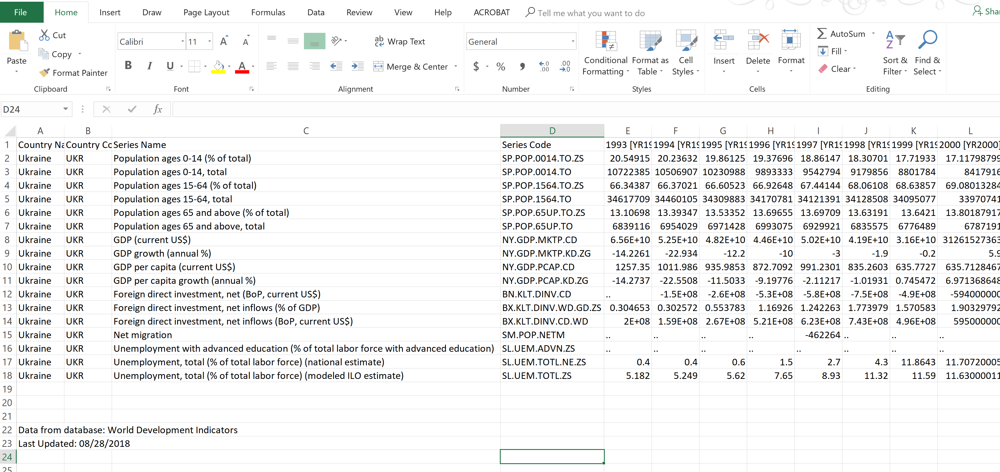 File Home Insert Draw Page Layout Formulas Data Review View Help ACROBAT Tell me what you want to do
Paste Cut Copy Format Painter Clipboard
Calibri 11 A A B I U A Font
ab Wrap Text Merge & Center Alignment
General $ % , .0 .00 .00 .0 Number
Conditional Formatting Format as Table Cell Styles Styles
Insert Delete Format Cells
AutoSum Fill Clear Sort & Filter Find & Select Editing
D24 fx
A B C D E F G H I J K L
1 Country Na Country Co Series Name Series Code 1993 [YR19 1994 [YR19 1995 [YR19 1996 [YR19 1997 [YR19 1998 [YR19 1999 [YR19 2000 [YR2000]
2 Ukraine UKR Population ages 0-14 (% of total) SP.POP.0014.TO.ZS 20.54915 20.23632 19.86125 19.37696 18.86147 18.30701 17.71933 17.11798799
3 Ukraine UKR Population ages 0-14, total SP.POP.0014.TO 10722385 10506907 10230988 9893333 9542794 9179856 8801784 8417916
4 Ukraine UKR Population ages 15-64 (% of total) SP.POP.1564.TO.ZS 66.34387 66.37021 66.60523 66.92648 67.44144 68.06108 68.63857 69.08013284
5 Ukraine UKR Population ages 15-64, total SP.POP.1564.TO 34617709 34460105 34309883 34170781 34121391 34128508 34095077 33970741
6 Ukraine UKR Population ages 65 and above (% of total) SP.POP.65UP.TO.ZS 13.10698 13.39347 13.53352 13.69655 13.69709 13.63191 13.6421 13.80187917
7 Ukraine UKR Population ages 65 and above, total SP.POP.65UP.TO 6839116 6954029 6971428 6993075 6929921 6835575 6776489 6787191
8 Ukraine UKR GDP (current US$) NY.GDP.MKTP.CD 6.56E+10 5.25E+10 4.82E+10 4.46E+10 5.02E+10 4.19E+10 3.16E+10 31261527363
9 Ukraine UKR GDP growth (annual %) NY.GDP.MKTP.KD.ZG -14.2261 -22.934 -12.2 -10 -3 -1.9 -0.2 5.9
10 Ukraine UKR GDP per capita (current US$) NY.GDP.PCAP.CD 1257.35 1011.986 935.9853 872.7092 991.2301 835.2603 635.7727 635.7128467
11 Ukraine UKR GDP per capita growth (annual %) NY.GDP.PCAP.KD.ZG -14.2737 -22.5508 -11.5033 -9.19776 -2.11217 -1.01931 0.745472 6.971368648
12 Ukraine UKR Foreign direct investment, net (BoP, current US$) BN.KLT.DINV.CD .. -1.5E+08 -2.6E+08 -5.3E+08 -5.8E+08 -7.5E+08 -4.9E+08 -594000000
13 Ukraine UKR Foreign direct investment, net inflows (% of GDP) BX.KLT.DINV.WD.GD.ZS 0.304653 0.302572 0.553783 1.16926 1.242263 1.773979 1.570583 1.90329792
14 Ukraine UKR Foreign direct investment, net inflows (BoP, current US$) BX.KLT.DINV.CD.WD 2E+08 1.59E+08 2.67E+08 5.21E+08 6.23E+08 7.43E+08 4.96E+08 595000000
15 Ukraine UKR Net migration SM.POP.NETM .. .. .. .. -462264 .. .. ..
16 Ukraine UKR Unemployment with advanced education (% of total labor force with advanced education) SL.UEM.ADVN.ZS .. .. .. .. .. .. .. ..
17 Ukraine UKR Unemployment, total (% of total labor force) (national estimate) SL.UEM.TOTL.NE.ZS 0.4 0.4 0.6 1.5 2.7 4.3 11.8643 11.70720005
18 Ukraine UKR Unemployment, total (% of total labor force) (modeled ILO estimate) SL.UEM.TOTL.ZS 5.182 5.249 5.62 7.65 8.93 11.32 11.59 11.63000011
19
20
21
22 Data from database: World Development Indicators
23 Last Updated: 08/28/2018
24
25